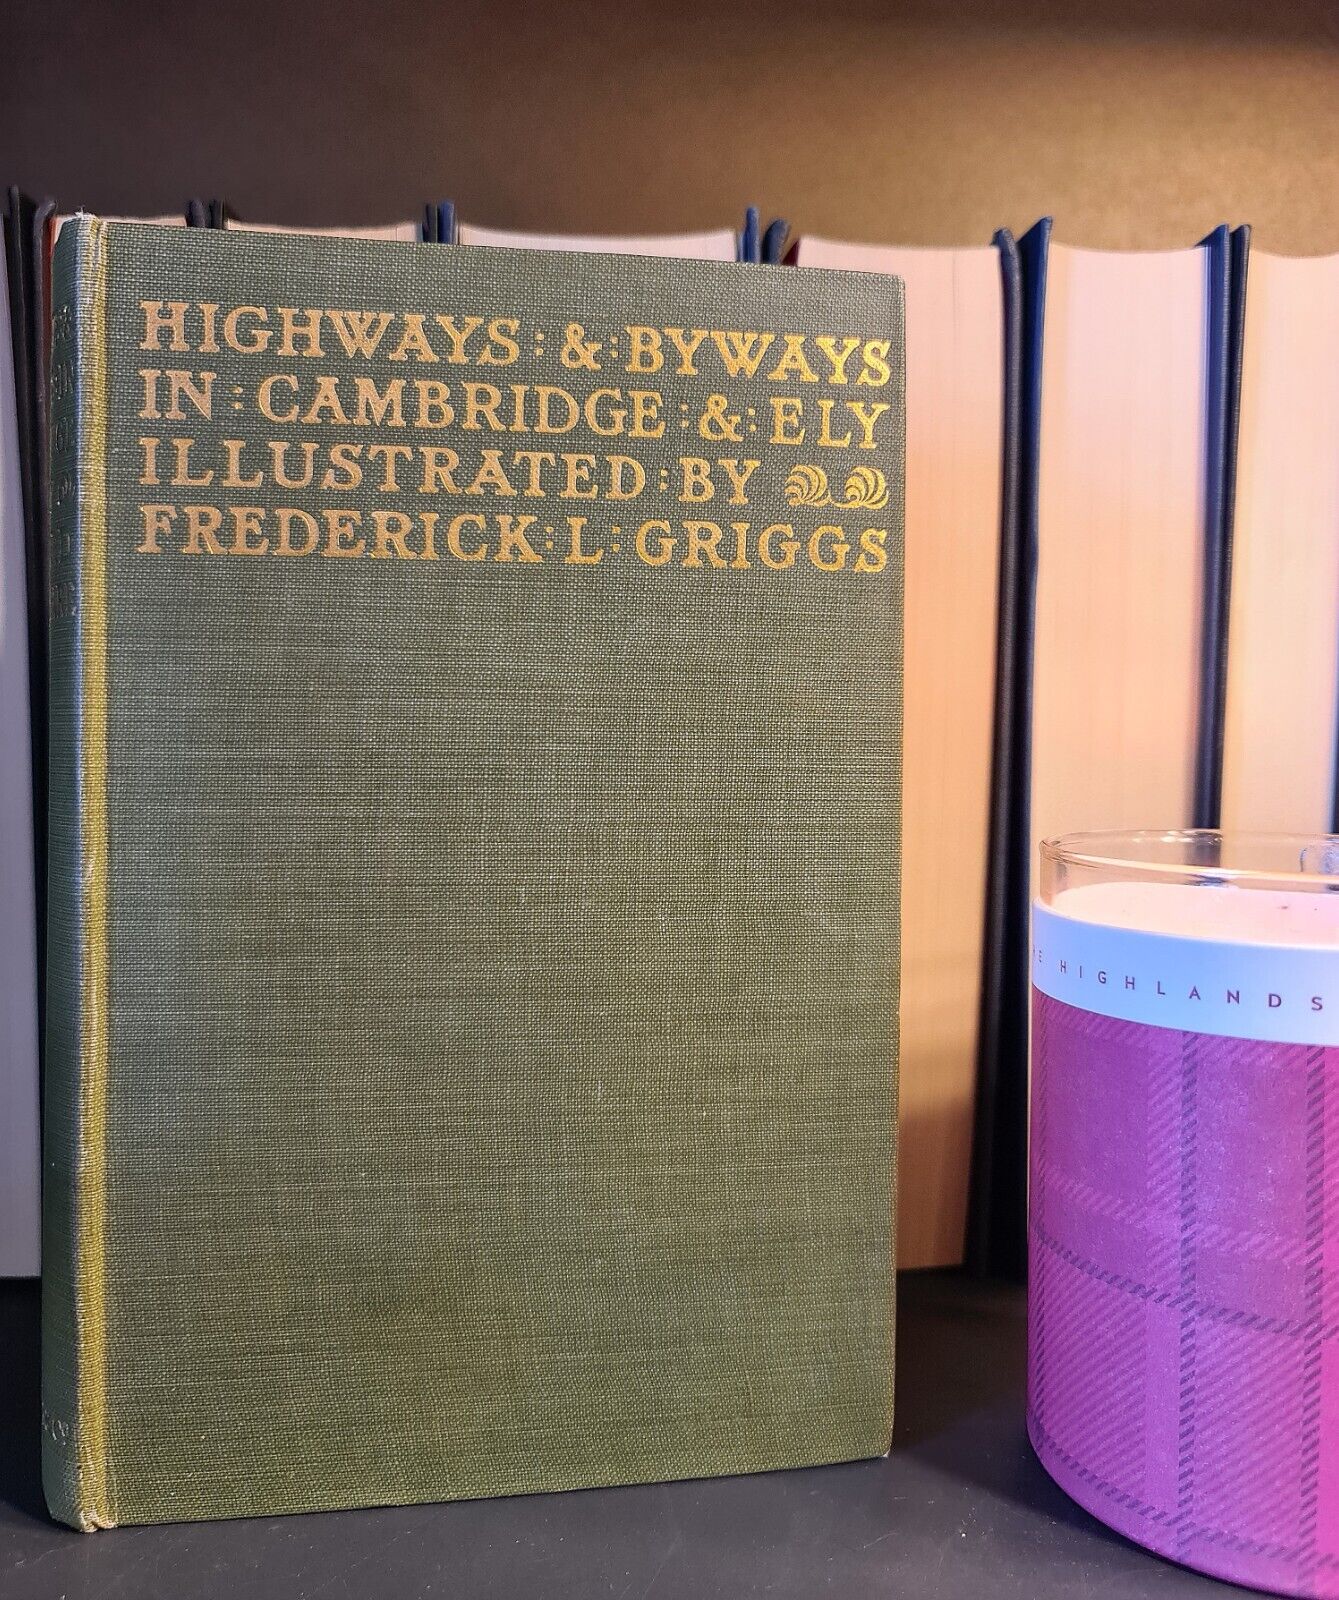 HIGHWAYS : & : BYWAYS
IN : CAMBRIDGE : & : ELY
ILLUSTRATED : BY
FREDERICK : L : GRIGGS
HIGHLANDS